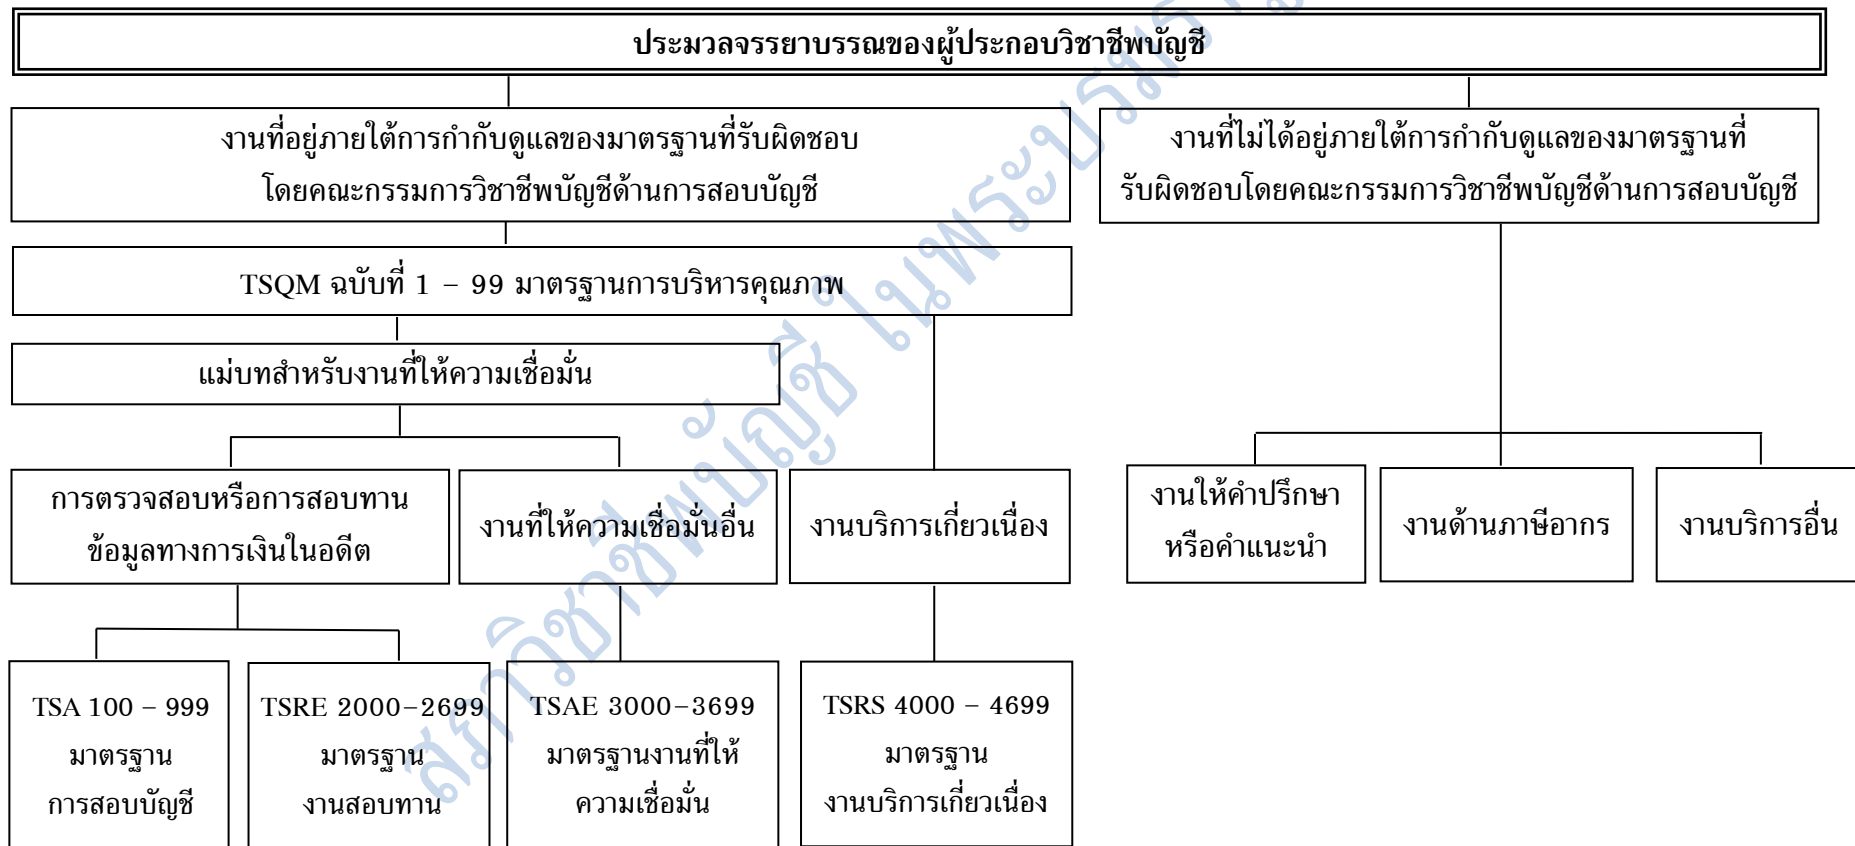 ประมวลจรรยาบรรณของผู้ประกอบวิชาชีพบัญชี
งานที่อยู่ภายใต้การกำกับดูแลของมาตรฐานที่รับผิดชอบ
โดยคณะกรรมการวิชาชีพบัญชีด้านการสอบบัญชี
งานที่ไม่ได้อยู่ภายใต้การกำกับดูแลของมาตรฐานที่
รับผิดชอบโดยคณะกรรมการวิชาชีพบัญชีด้านการสอบบัญชี
TSQM ฉบับที่ 1 – 99 มาตรฐานการบริหารคุณภาพ
แม่บทสำหรับงานที่ให้ความเชื่อมั่น
การตรวจสอบหรือการสอบทาน
ข้อมูลทางการเงินในอดีต
งานที่ให้ความเชื่อมั่นอื่น
งานบริการเกี่ยวเนื่อง
งานให้คำปรึกษา
หรือคำแนะนำ
งานด้านภาษีอากร
งานบริการอื่น
TSA 100 – 999
มาตรฐาน
การสอบบัญชี
TSRE 2000–2699
มาตรฐาน
งานสอบทาน
TSAE 3000–3699
มาตรฐานงานที่ให้
ความเชื่อมั่น
TSRS 4000 – 4699
มาตรฐาน
งานบริการเกี่ยวเนื่อง
สภาวิชาชีพบัญชี ในพระบรมรา